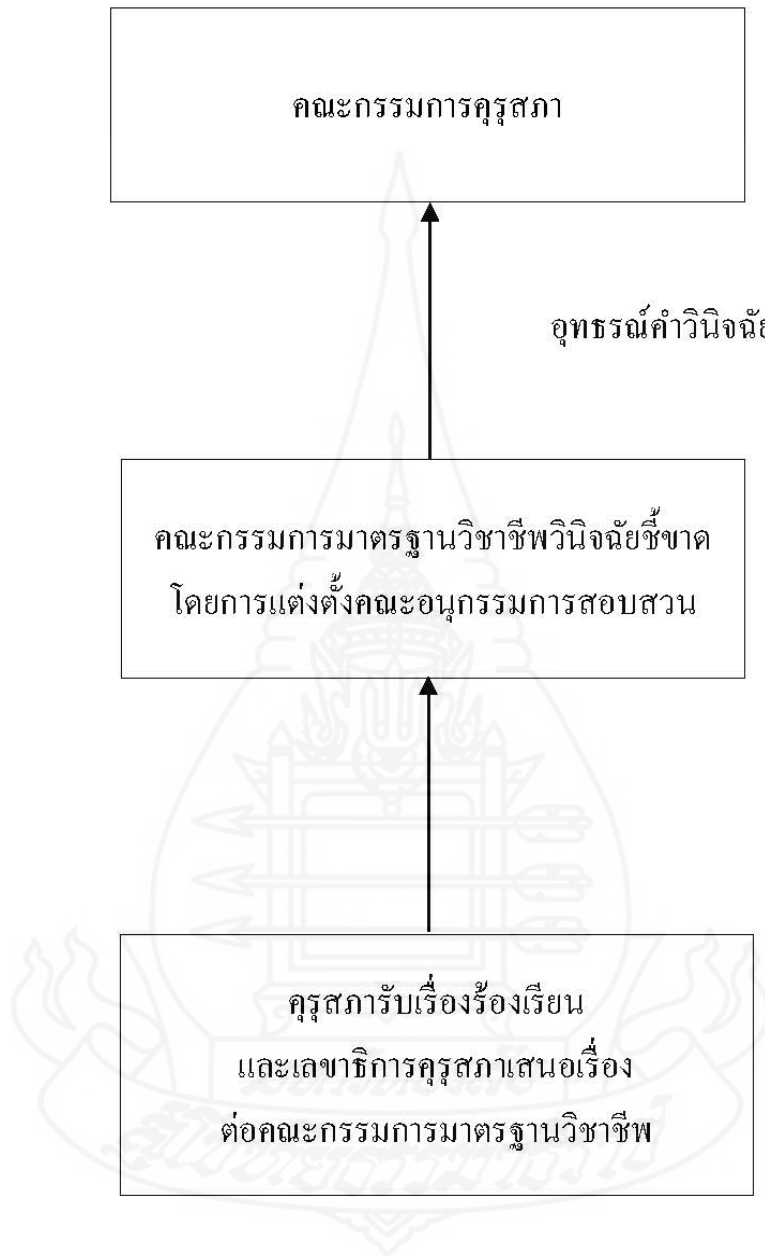 คณะกรรมการคุรุสภา
อุทธรณ์คำวินิจฉัย
คณะกรรมการมาตรฐานวิชาชีพวินิจฉัยชี้ขาด
โดยการแต่งตั้งคณะอนุกรรมการสอบสวน
คุรุสภารับเรื่องร้องเรียน
และเลขาธิการคุรุสภาเสนอเรื่อง
ต่อคณะกรรมการมาตรฐานวิชาชีพ